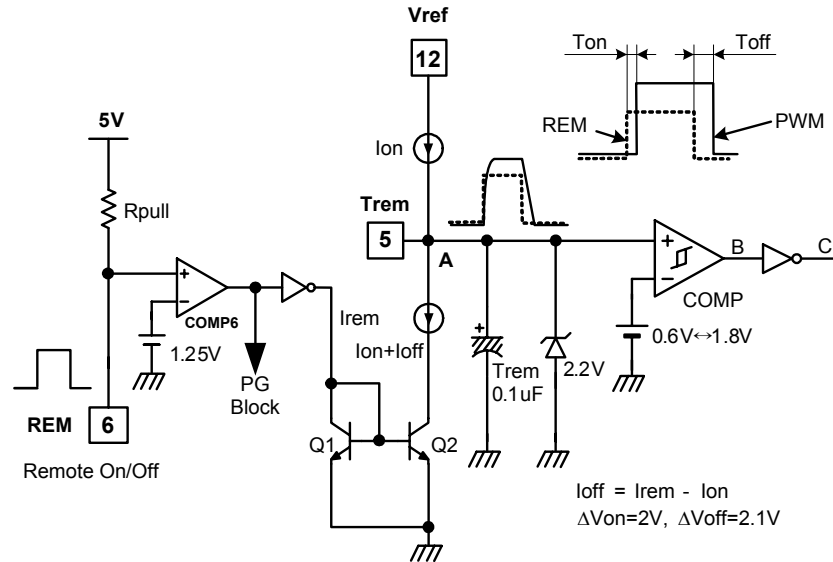 Vref
12
Ton
Toff
5V
REM
PWM
Ion
Rpull
Trem
5
+
A
+
−
COMP
B
C
+
−
COMP6
1.25V
Irem
Ion+Ioff
0.6V↔1.8V
PG
Block
+
Trem
0.1uF
2.2V
REM
6
Q1
Q2
Remote On/Off
Ioff = Irem - Ion
ΔVon=2V, ΔVoff=2.1V